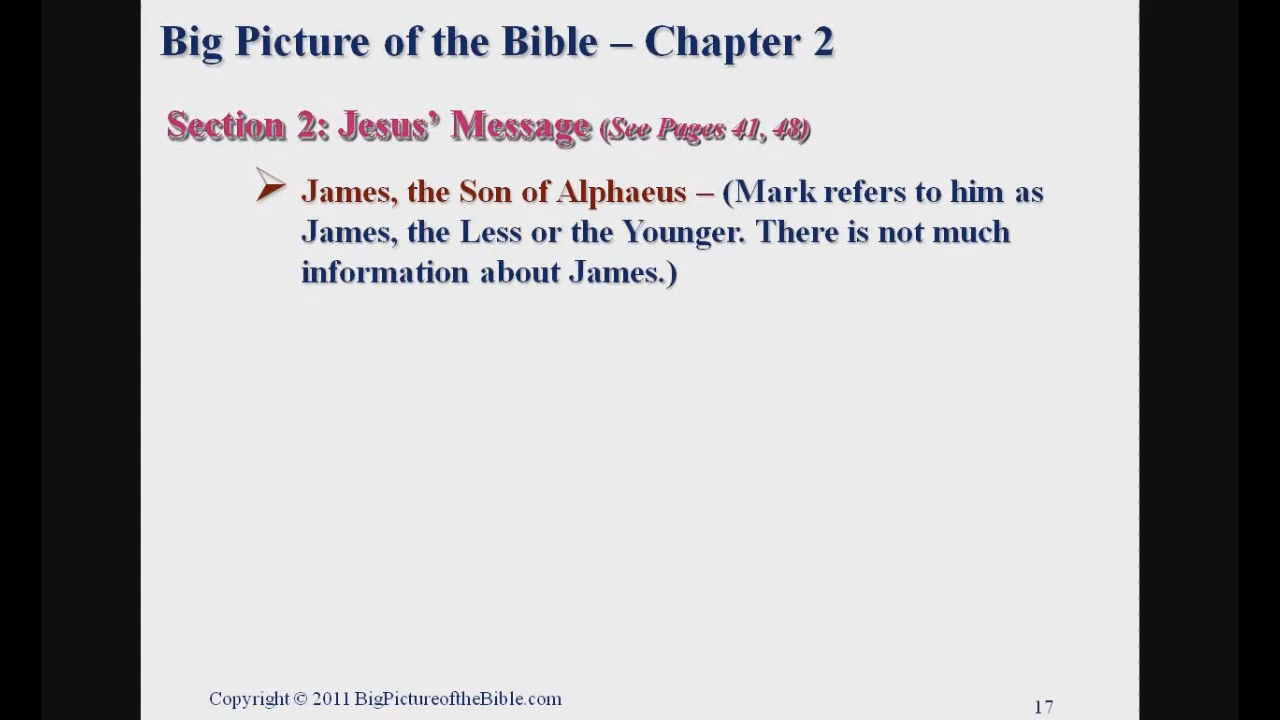 Big Picture of the Bible – Chapter 2
Section 2: Jesus’ Message (See Pages 41, 48)
James, the Son of Alphaeus – (Mark refers to him as
James, the Less or the Younger. There is not much
information about James.)
Copyright © 2011 BigPictureoftheBible.com
17